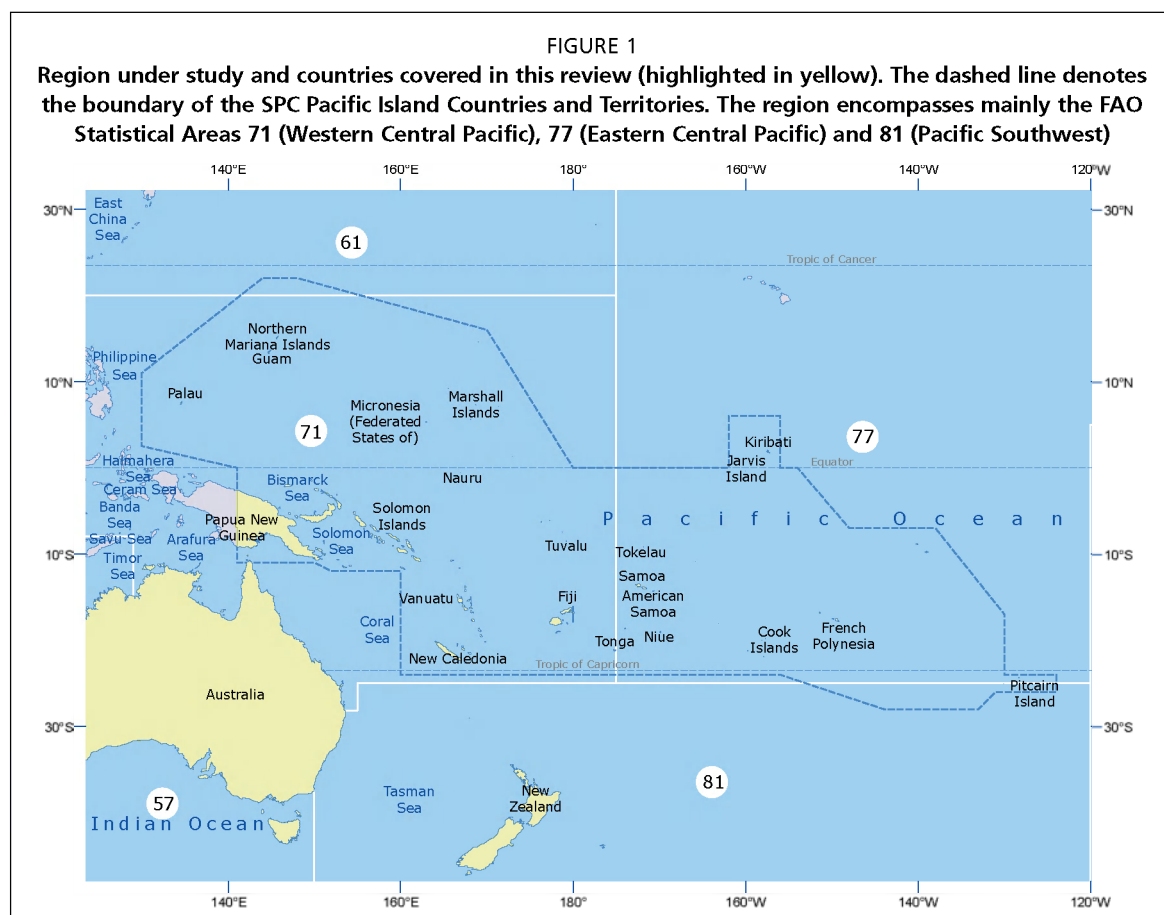 FIGURE 1
Region under study and countries covered in this review (highlighted in yellow). The dashed line denotes
the boundary of the SPC Pacific Island Countries and Territories. The region encompasses mainly the FAO
Statistical Areas 71 (Western Central Pacific), 77 (Eastern Central Pacific) and 81 (Pacific Southwest)
140°E 160°E 180° 160°W 140°W 120°W
30°N
East
China
Sea
61
30°N
Tropic of Cancer
Northern
Mariana Islands
Guam
Philippine
Sea
10°N
Palau
Marshall
Islands
10°N
Micronesia
(Federated
States of)
71
77
Kiribati
Jarvis
Island
Equator
Halmahera
Sea
Ceram Sea
Banda
Sea
Savu Sea
Timor
Sea
Arafura
Sea
Bismarck
Sea
Nauru
Papua New
Guinea
Solomon
Islands
Solomon
Sea
Pacific Ocean
10°S
Tuvalu
Tokelau
10°S
Samoa
American
Samoa
Vanuatu
Fiji
Coral
Sea
Tonga
Niue
Cook
Islands
French
Polynesia
New Caledonia
Tropic of Capricorn
Australia
Pitcairn
Island
30°S
30°S
57
Indian Ocean
Tasman
Sea
New
Zealand
81
140°E 160°E 180° 160°W 140°W 120°W